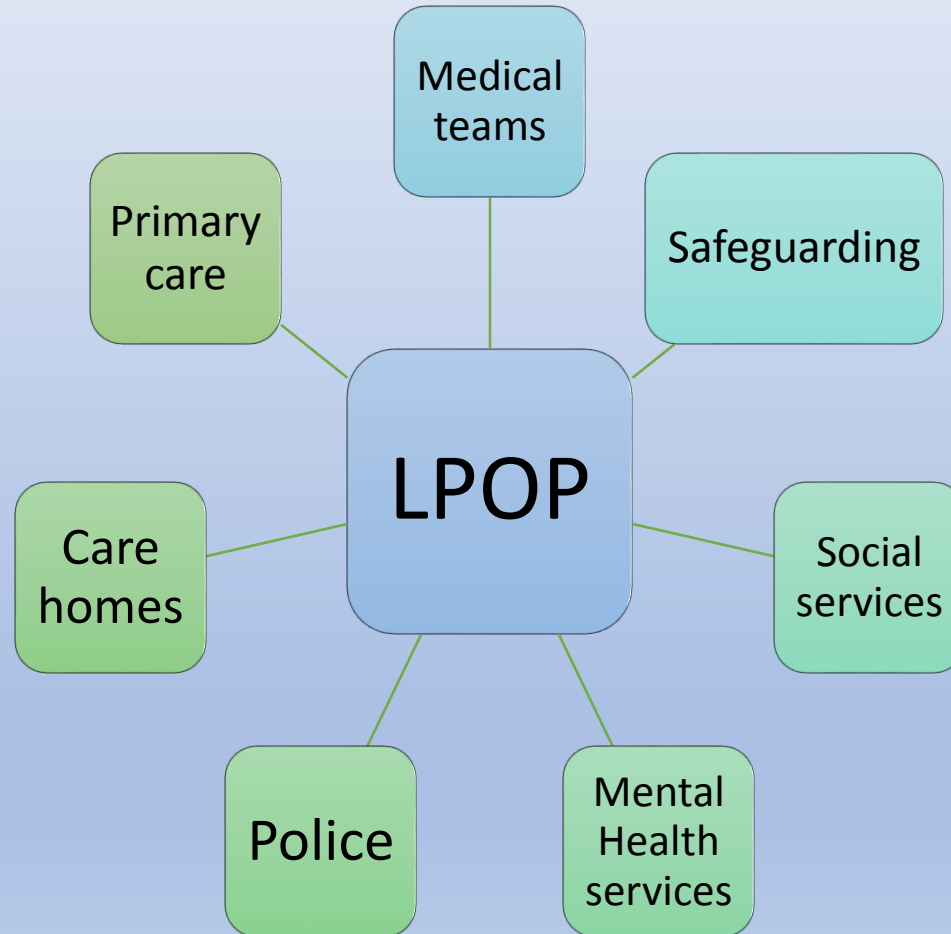 Medical
teams
Primary
care
Safeguarding
LPOP
Care
homes
Social
services
Police
Mental
Health
services